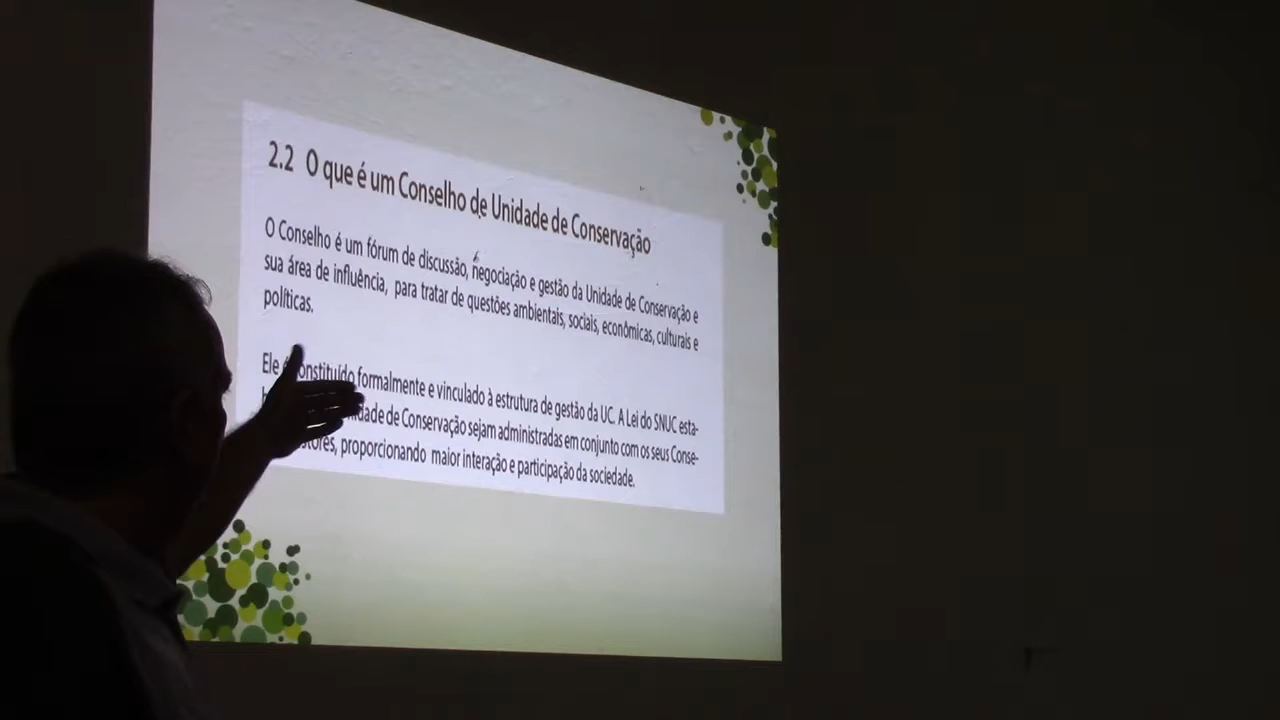 2.2 O que é um Conselho de Unidade de Conservação
O Conselho é um fórum de discussão, negociação e gestão da Unidade de Conservação e
sua área de influência, para tratar de questões ambientais, sociais, econômicas, culturais e
políticas.
Ele é constituído formalmente e vinculado à estrutura de gestão da UC. A Lei do SNUC esta-
de Conservação sejam administradas em conjunto com os seus Conse-
proporcionando maior interação e participação da sociedade.